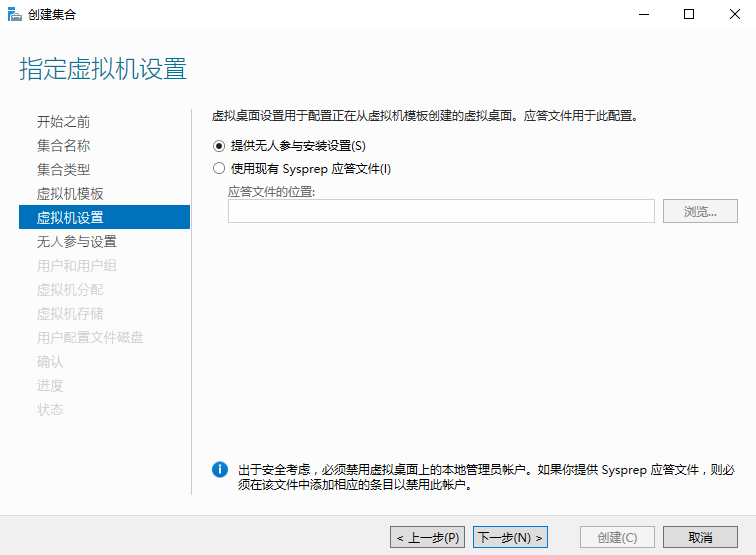 创建集合
指定虚拟机设置
开始之前
集合名称
集合类型
虚拟机模板
虚拟机设置
无人参与设置
用户和用户组
虚拟机分配
虚拟机存储
用户配置文件磁盘
确认
进度
状态
虚拟桌面设置用于配置正在从虚拟机模板创建的虚拟桌面。应答文件用于此配置。
提供无人参与安装设置(S)
使用现有 Sysprep 应答文件(I)
应答文件的位置:
浏览...
出于安全考虑，必须禁用虚拟桌面上的本地管理员帐户。如果你提供 Sysprep 应答文件，则必
须在该文件中添加相应的条目以禁用此帐户。
< 上一步(P)
下一步(N) >
创建(C)
取消